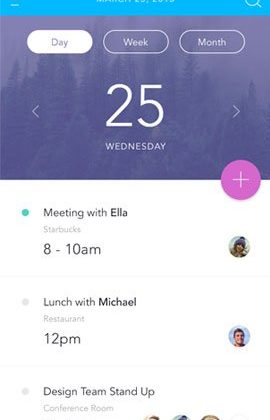 MARCH 25, 2015
Day
Week
Month
25
WEDNESDAY
Meeting with Ella
Starbucks
8 - 10am
Lunch with Michael
Restaurant
12pm
Design Team Stand Up
Conference Room